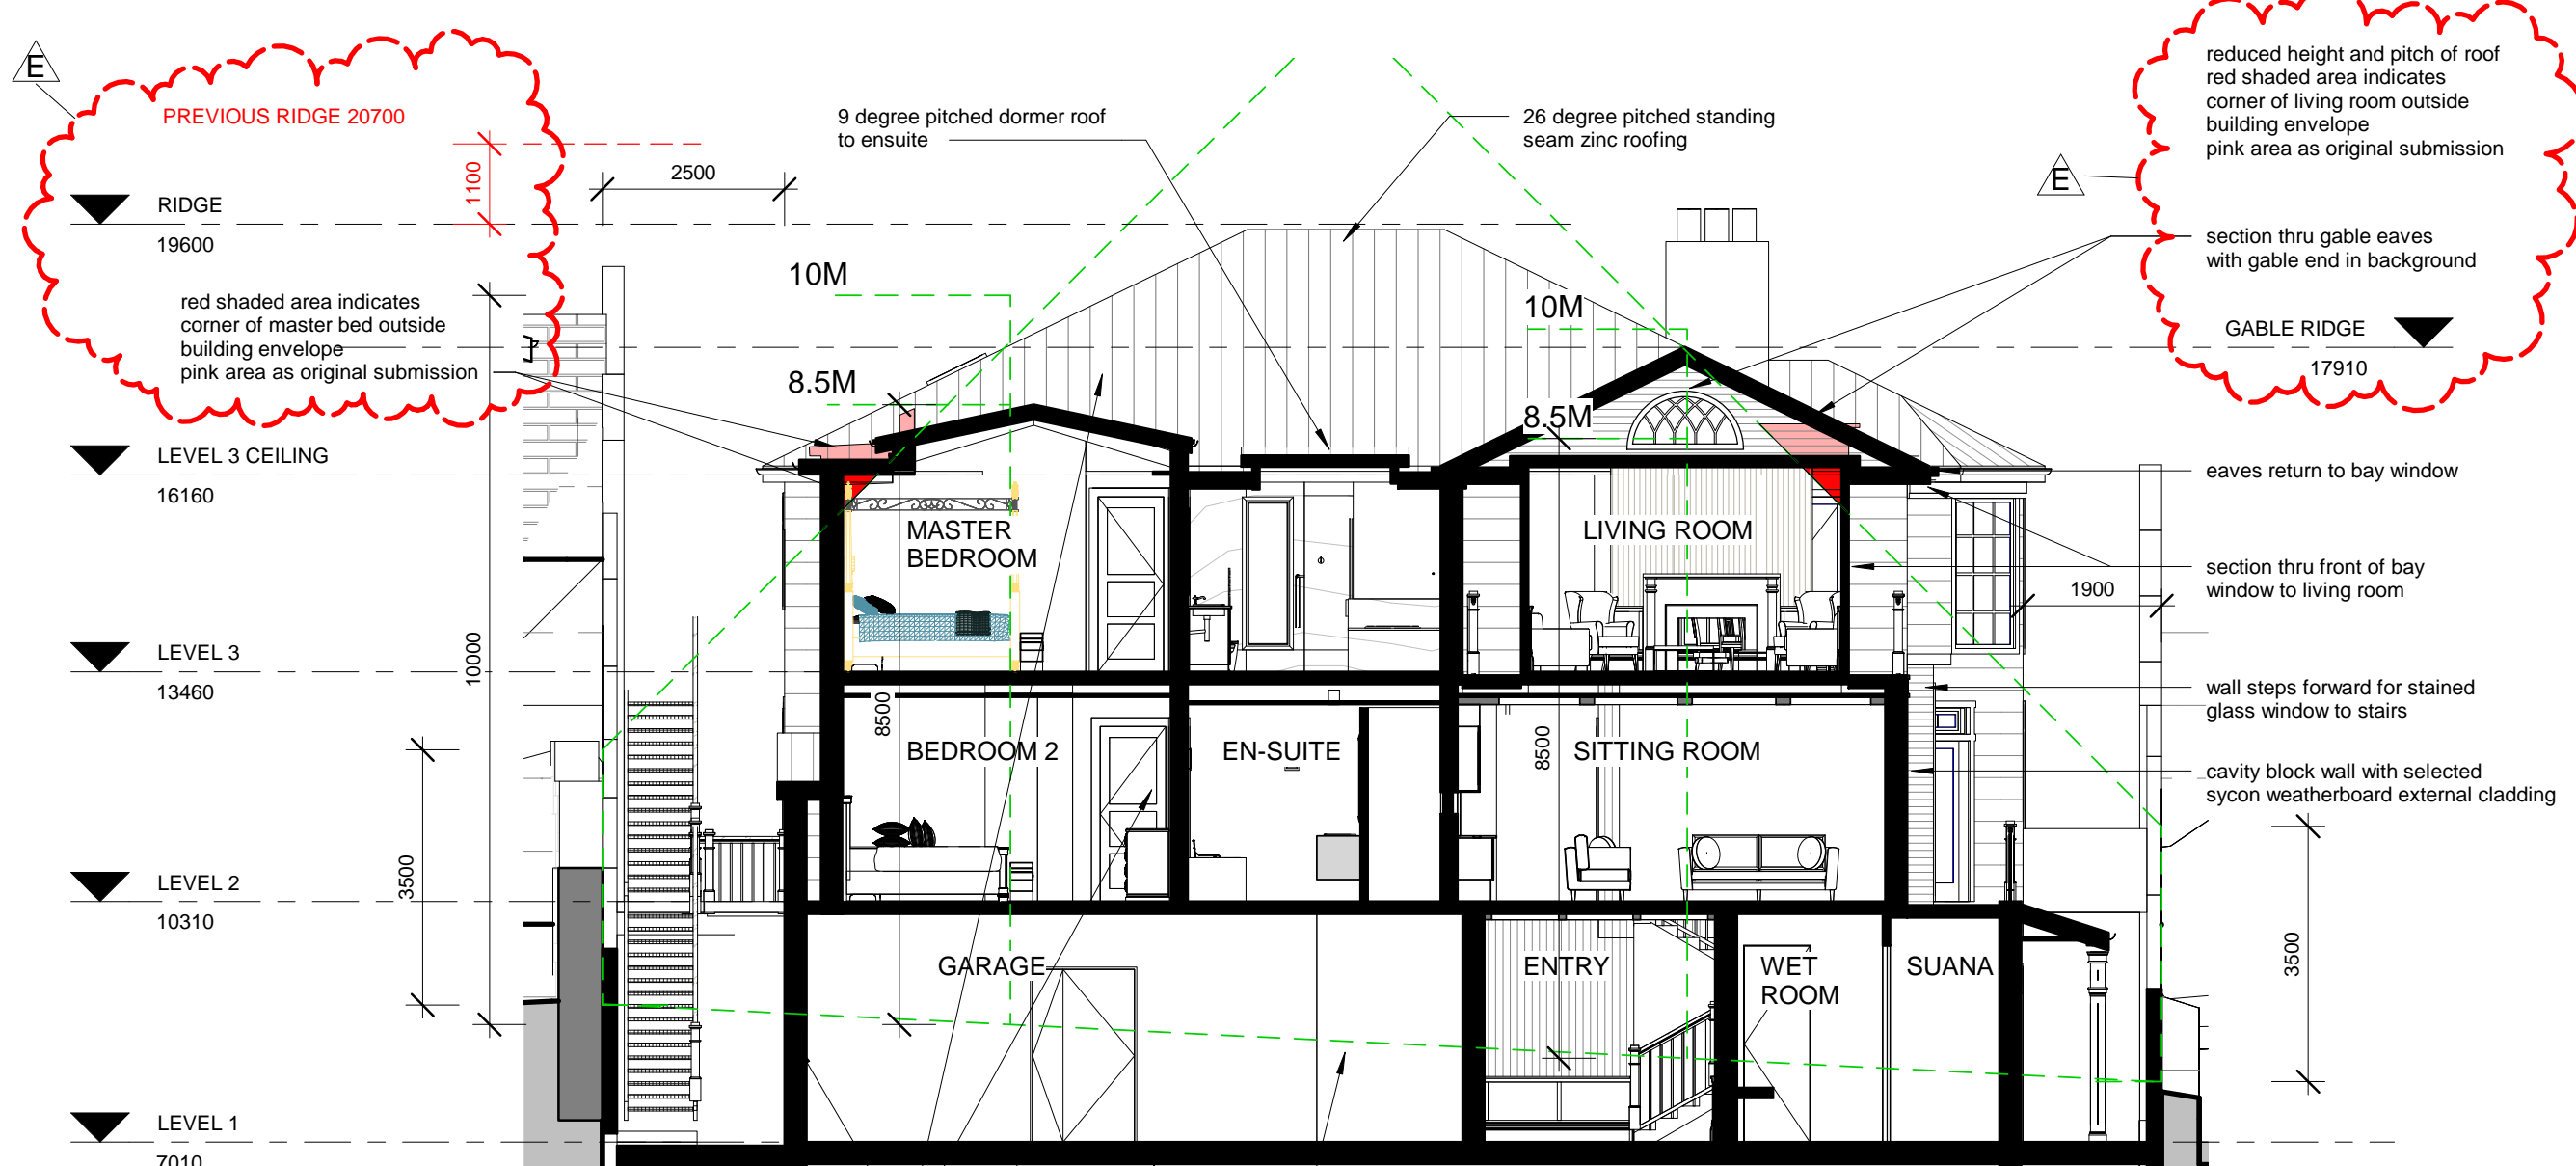 E
PREVIOUS RIDGE 20700
1100
RIDGE
19600
red shaded area indicates
corner of master bed outside
building envelope
pink area as original submission
2500
9 degree pitched dormer roof
to ensuite
26 degree pitched standing
seam zinc roofing
reduced height and pitch of roof
red shaded area indicates
corner of living room outside
building envelope
pink area as original submission
E
section thru gable eaves
with gable end in background
GABLE RIDGE
17910
10M
8.5M
10M
8.5M
LEVEL 3 CEILING
16160
eaves return to bay window
MASTER
BEDROOM
LIVING ROOM
section thru front of bay
window to living room
1900
LEVEL 3
13460
10000
8500
8500
wall steps forward for stained
glass window to stairs
BEDROOM 2
EN-SUITE
SITTING ROOM
cavity block wall with selected
sycon weatherboard external cladding
3500
LEVEL 2
10310
GARAGE
ENTRY
WET
ROOM
SUANA
3500
LEVEL 1
7010